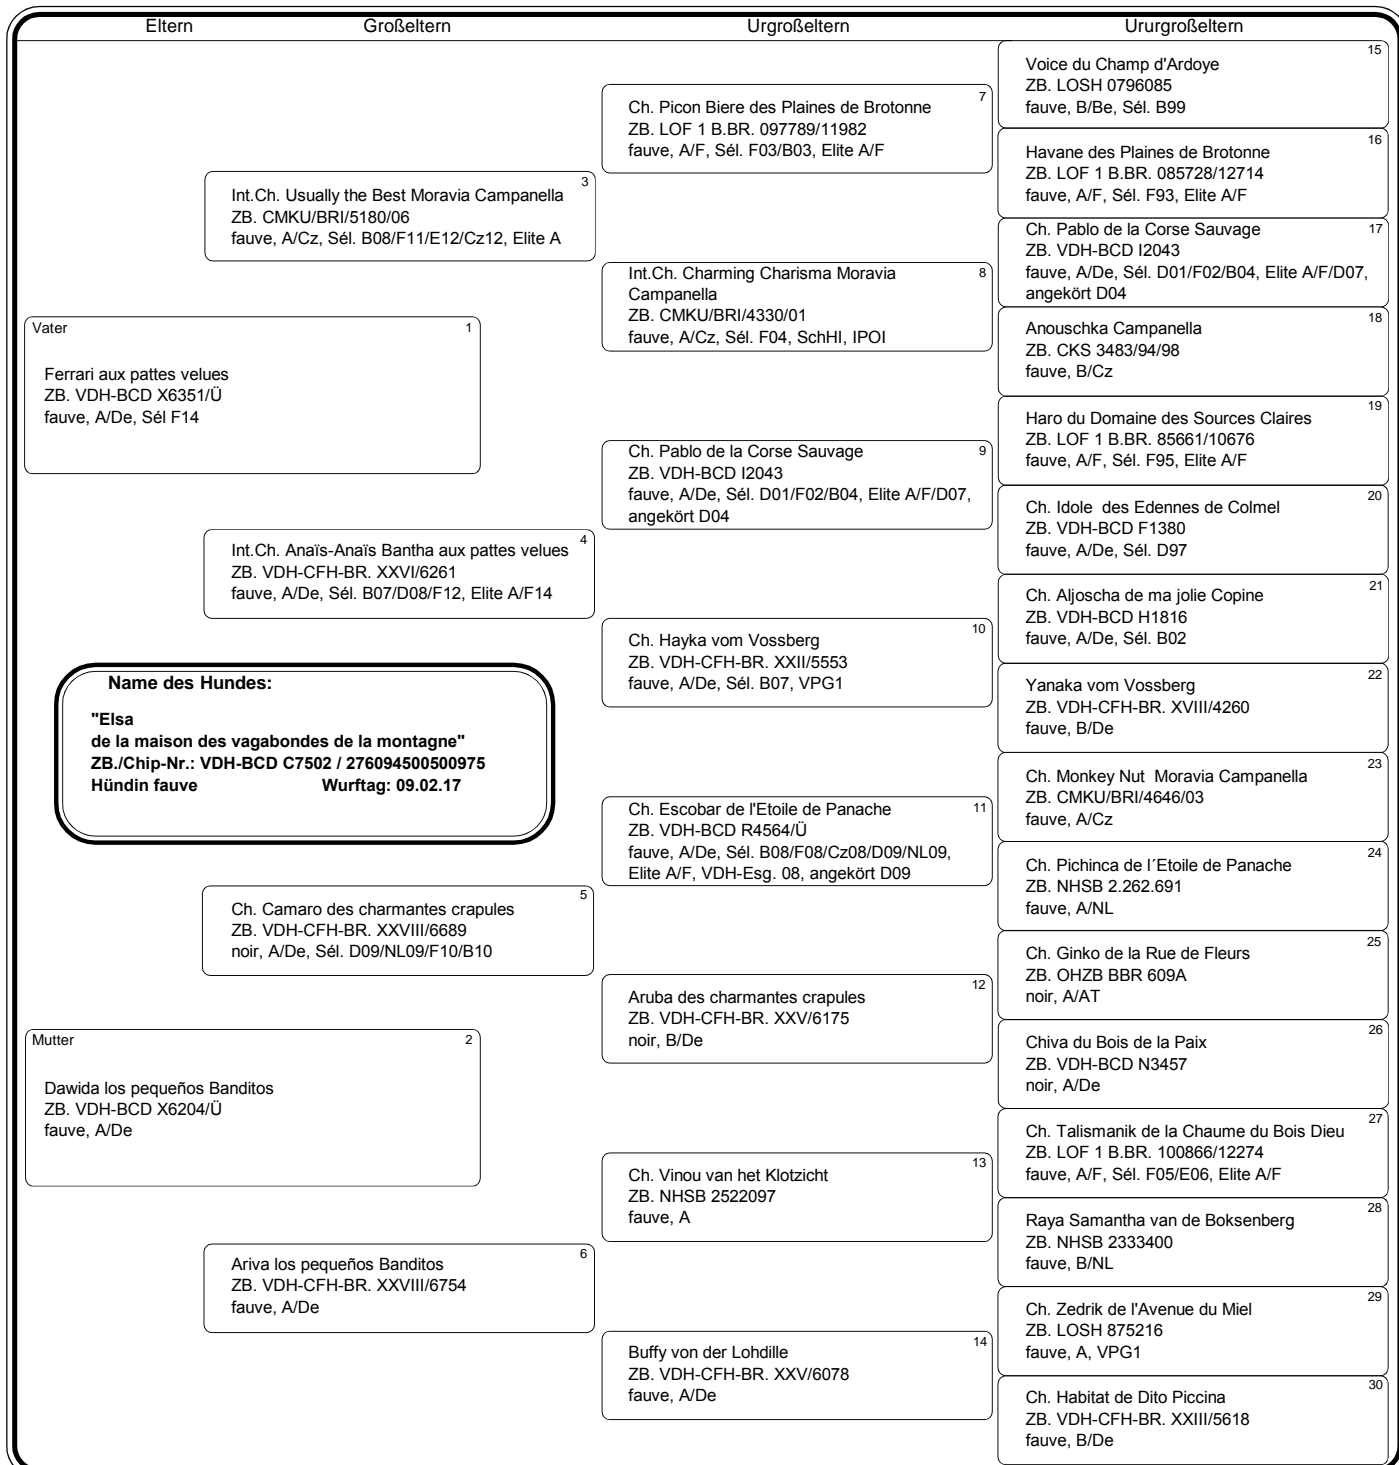 Eltern Großeltern Urgroßeltern Ururgroßeltern
Vater 1
Ferrari aux pattes velues
ZB. VDH-BCD X6351/Ü
fauve, A/De, Sél F14
Mutter 2
Dawida los pequeños Banditos
ZB. VDH-BCD X6204/Ü
fauve, A/De
Name des Hundes:
"Elsa
de la maison des vagabondes de la montagne"
ZB./Chip-Nr.: VDH-BCD C7502 / 276094500500975
Hündin fauve Wurftag: 09.02.17
3
Int.Ch. Usually the Best Moravia Campanella
ZB. CMKU/BRI/5180/06
fauve, A/Cz, Sél. B08/F11/E12/Cz12, Elite A
4
Int.Ch. Anaïs-Anaïs Bantha aux pattes velues
ZB. VDH-CFH-BR. XXVI/6261
fauve, A/De, Sél. B07/D08/F12, Elite A/F14
5
Ch. Camaro des charmantes crapules
ZB. VDH-CFH-BR. XXVIII/6689
noir, A/De, Sél. D09/NL09/F10/B10
6
Ariva los pequeños Banditos
ZB. VDH-CFH-BR. XXVIII/6754
fauve, A/De
7
Ch. Picon Biere des Plaines de Brotonne
ZB. LOF 1 B.BR. 097789/11982
fauve, A/F, Sél. F03/B03, Elite A/F
8
Int.Ch. Charming Charisma Moravia
Campanella
ZB. CMKU/BRI/4330/01
fauve, A/Cz, Sél. F04, SchHI, IPOI
9
Ch. Pablo de la Corse Sauvage
ZB. VDH-BCD I2043
fauve, A/De, Sél. D01/F02/B04, Elite A/F/D07,
angekört D04
10
Ch. Hayka vom Vossberg
ZB. VDH-CFH-BR. XXII/5553
fauve, A/De, Sél. B07, VPG1
11
Ch. Escobar de l'Etoile de Panache
ZB. VDH-BCD R4564/Ü
fauve, A/De, Sél. B08/F08/Cz08/D09/NL09,
Elite A/F, VDH-Esg. 08, angekört D09
12
Aruba des charmantes crapules
ZB. VDH-CFH-BR. XXV/6175
noir, B/De
13
Ch. Vinou van het Klotzicht
ZB. NHSB 2522097
fauve, A
14
Buffy von der Lohdille
ZB. VDH-CFH-BR. XXV/6078
fauve, A/De
15
Voice du Champ d'Ardoye
ZB. LOSH 0796085
fauve, B/Be, Sél. B99
16
Havane des Plaines de Brotonne
ZB. LOF 1 B.BR. 085728/12714
fauve, A/F, Sél. F93, Elite A/F
17
Ch. Pablo de la Corse Sauvage
ZB. VDH-BCD I2043
fauve, A/De, Sél. D01/F02/B04, Elite A/F/D07,
angekört D04
18
Anouschka Campanella
ZB. CKS 3483/94/98
fauve, B/Cz
19
Haro du Domaine des Sources Claires
ZB. LOF 1 B.BR. 85661/10676
fauve, A/F, Sél. F95, Elite A/F
20
Ch. Idole des Edennes de Colmel
ZB. VDH-BCD F1380
fauve, A/De, Sél. D97
21
Ch. Aljoscha de ma jolie Copine
ZB. VDH-BCD H1816
fauve, A/De, Sél. B02
22
Yanaka vom Vossberg
ZB. VDH-CFH-BR. XVIII/4260
fauve, B/De
23
Ch. Monkey Nut Moravia Campanella
ZB. CMKU/BRI/4646/03
fauve, A/Cz
24
Ch. Pichinca de l´Etoile de Panache
ZB. NHSB 2.262.691
fauve, A/NL
25
Ch. Ginko de la Rue de Fleurs
ZB. OHZB BBR 609A
noir, A/AT
26
Chiva du Bois de la Paix
ZB. VDH-BCD N3457
noir, A/De
27
Ch. Talismanik de la Chaume du Bois Dieu
ZB. LOF 1 B.BR. 100866/12274
fauve, A/F, Sél. F05/E06, Elite A/F
28
Raya Samantha van de Boksenberg
ZB. NHSB 2333400
fauve, B/NL
29
Ch. Zedrik de l'Avenue du Miel
ZB. LOSH 875216
fauve, A, VPG1
30
Ch. Habitat de Dito Piccina
ZB. VDH-CFH-BR. XXIII/5618
fauve, B/De